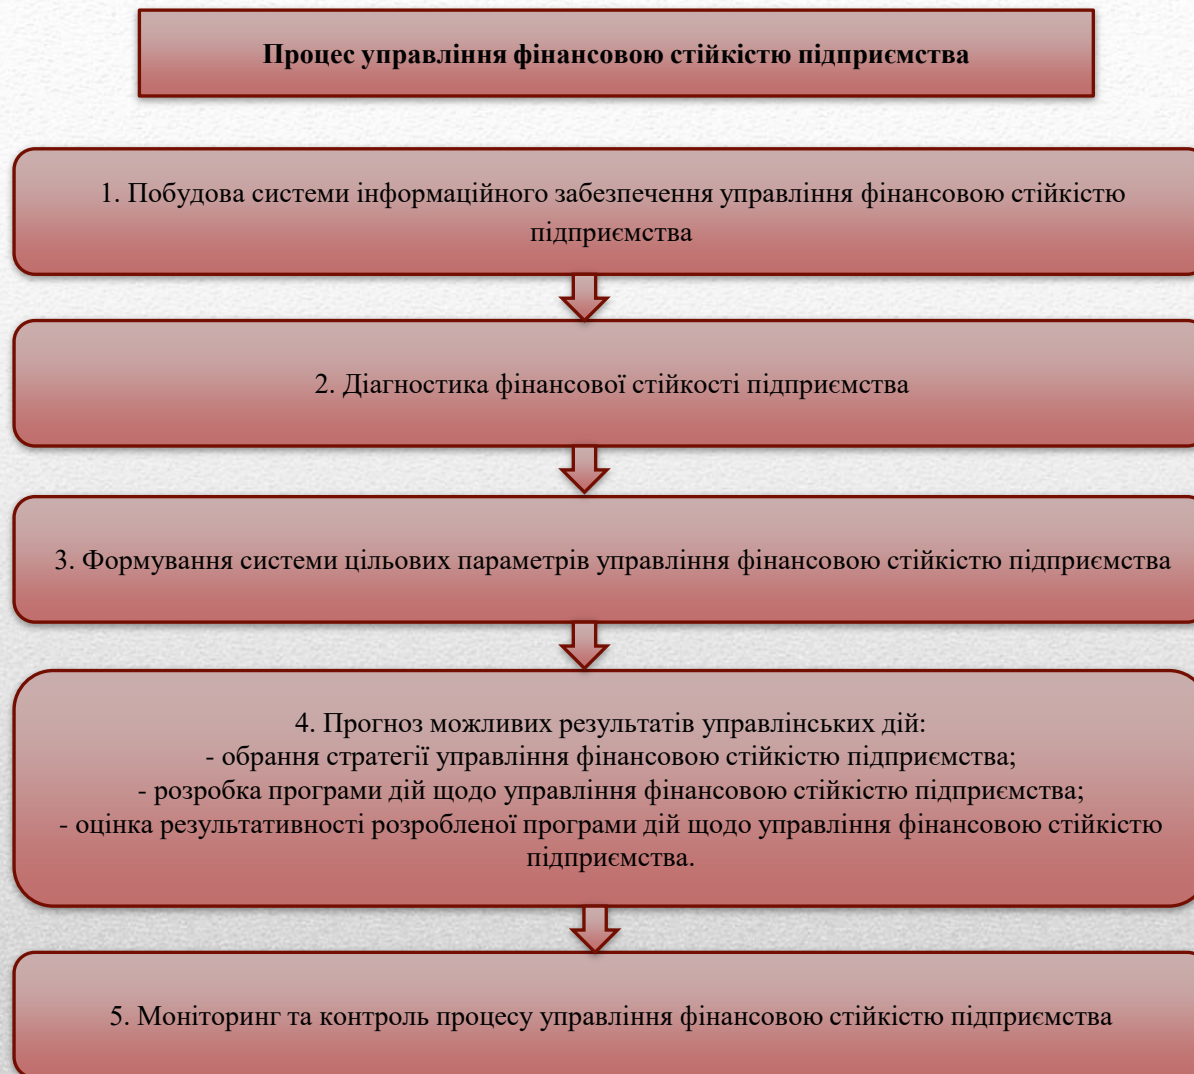 Процес управління фінансовою стійкістю підприємства
1. Побудова системи інформаційного забезпечення управління фінансовою стійкістю
підприємства
2. Діагностика фінансової стійкості підприємства
3. Формування системи цільових параметрів управління фінансовою стійкістю підприємства
4. Прогноз можливих результатів управлінських дій:
- обрання стратегії управління фінансовою стійкістю підприємства;
- розробка програми дій щодо управління фінансовою стійкістю підприємства;
- оцінка результативності розробленої програми дій щодо управління фінансовою стійкістю
підприємства.
5. Моніторинг та контроль процесу управління фінансовою стійкістю підприємства